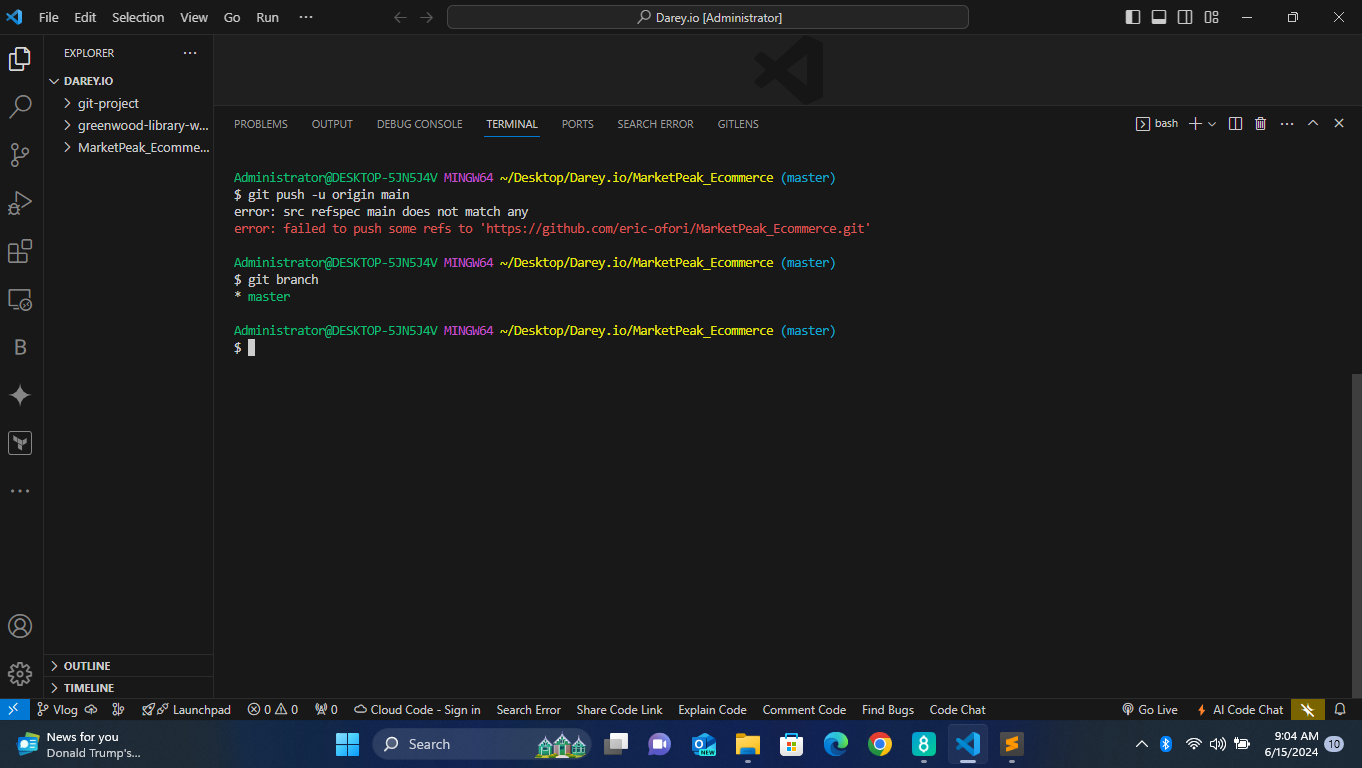 File Edit Selection View Go Run ···
Darey.io [Administrator]
EXPLORER
DAREY.IO
git-project
greenwood-library-w...
MarketPeak_Ecomme...
OUTLINE
TIMELINE
PROBLEMS OUTPUT DEBUG CONSOLE TERMINAL PORTS SEARCH ERROR GITLENS
bash
Administrator@DESKTOP-5JN5J4V MINGW64 ~/Desktop/Darey.io/MarketPeak_Ecommerce (master)
$ git push -u origin main
error: src refspec main does not match any
error: failed to push some refs to 'https://github.com/eric-ofori/MarketPeak_Ecommerce.git'
Administrator@DESKTOP-5JN5J4V MINGW64 ~/Desktop/Darey.io/MarketPeak_Ecommerce (master)
$ git branch
* master
Administrator@DESKTOP-5JN5J4V MINGW64 ~/Desktop/Darey.io/MarketPeak_Ecommerce (master)
$
B
Vlog Launchpad 0 0 0 Cloud Code - Sign in Search Error Share Code Link Explain Code Comment Code Find Bugs Code Chat Go Live AI Code Chat
News for you
Donald Trump's...
Search
NEW
8
9:04 AM
6/15/2024
10